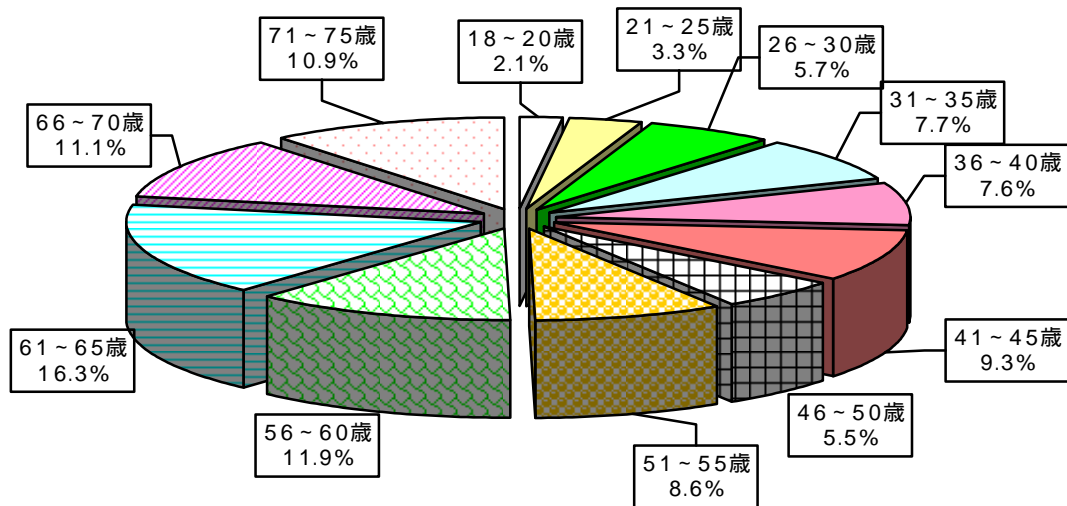 18~20歳
2.1%
21~25歳
3.3%
26~30歳
5.7%
31~35歳
7.7%
36~40歳
7.6%
41~45歳
9.3%
46~50歳
5.5%
51~55歳
8.6%
56~60歳
11.9%
61~65歳
16.3%
66~70歳
11.1%
71~75歳
10.9%